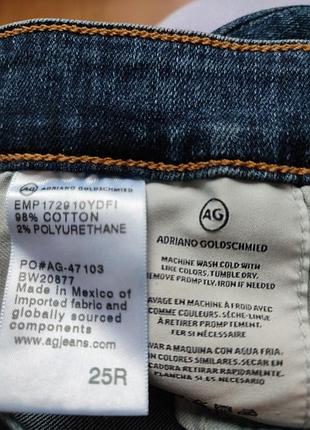 AG ADRIANO GOLDSCHMIED
EMP172910YDFI
98% COTTON
2% POLYURETHANE
PO#AG-47103
BW20877
Made in Mexico of
Imported fabric and
globally sourced
components
www.agjeans.com
25R
AG
ADRIANO GOLDSCHMIED
MACHINE WASH COLD WITH
LIKE COLORS. TUMBLE DRY.
REMOVE PROMPTLY. IRON IF NEEDED
LAVAGE EN MACHINE À FROID AVEC
COMME COULEURS. SÈCHE-LINGE
À RETIRER PROMPTEMENT.
SI NÉCESSAIRE
LAVAR A MAQUINA CON AGUA FRIA.
CON COLORES SIMILARES. SECAR EN
SECADORA RETIRAR RAPIDAMENTE
PLANCHA SI ES NECESARIO